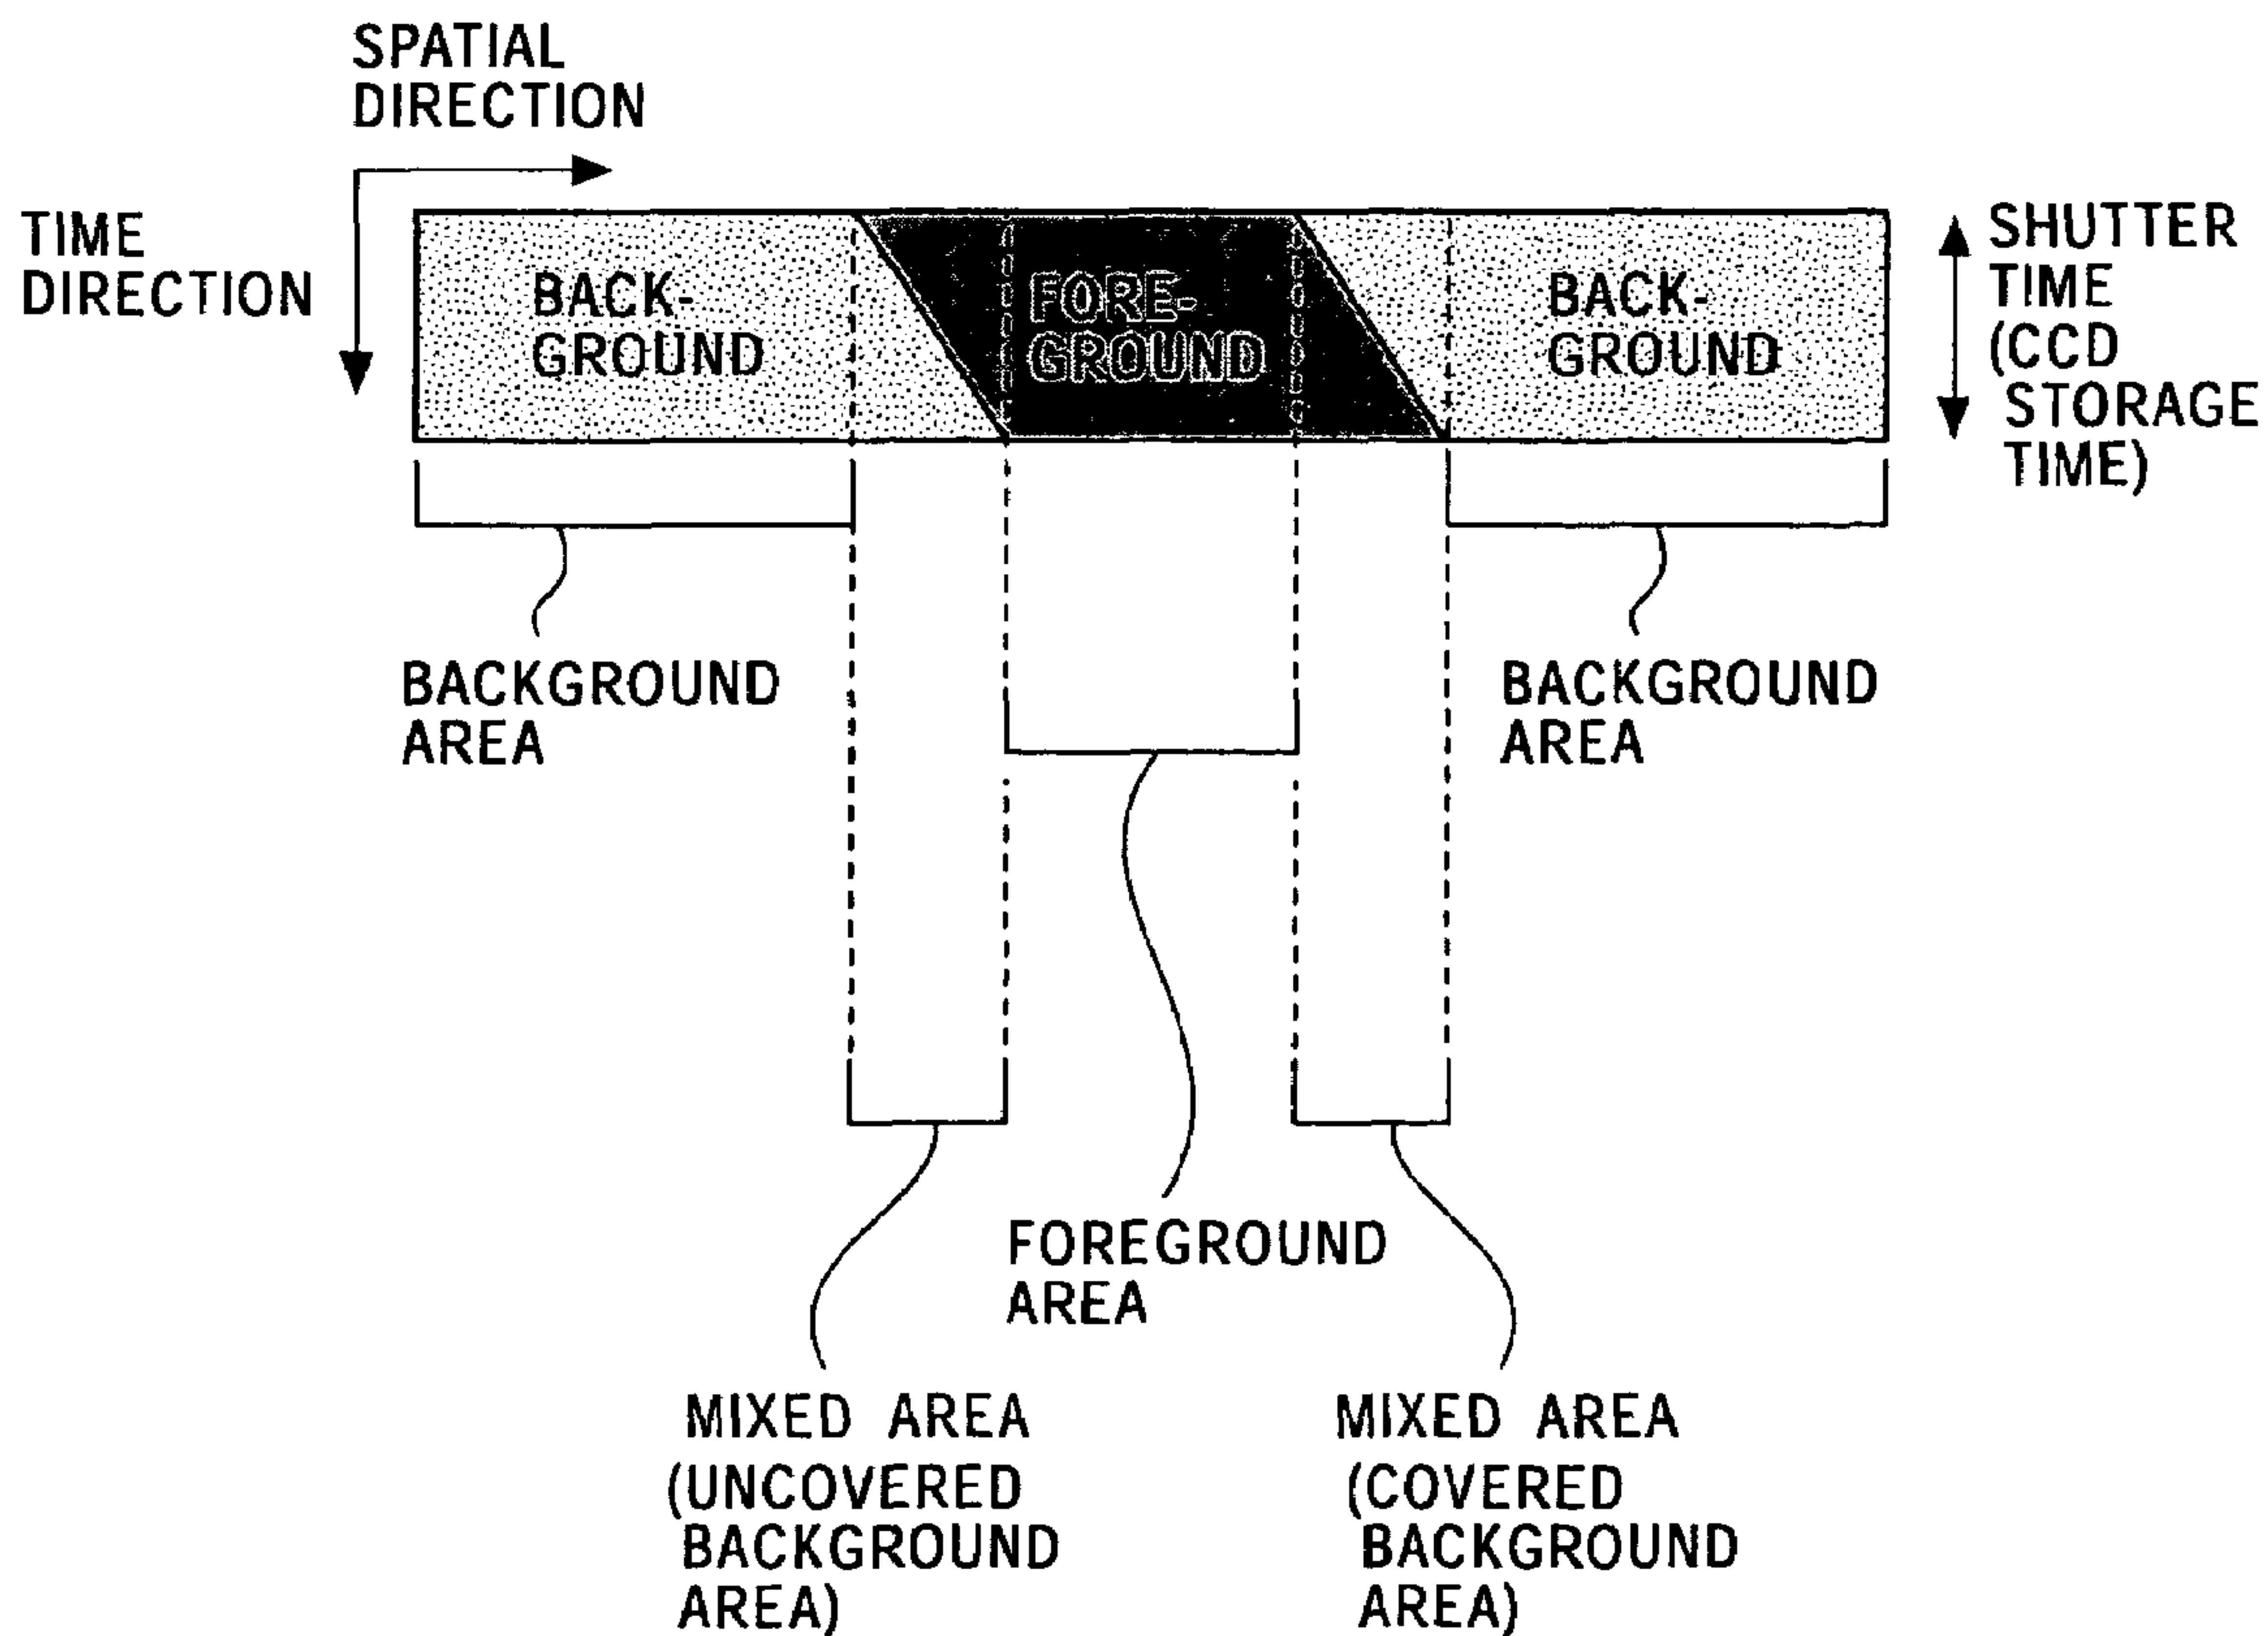 SPATIAL
DIRECTION
TIME
DIRECTION
BACK-
GROUND
FORE-
GROUND
BACK-
GROUND
SHUTTER
TIME
(CCD
STORAGE
TIME)
BACKGROUND
AREA
BACKGROUND
AREA
FOREGROUND
AREA
MIXED AREA
(UNCOVERED
BACKGROUND
AREA)
MIXED AREA
(COVERED
BACKGROUND
AREA)